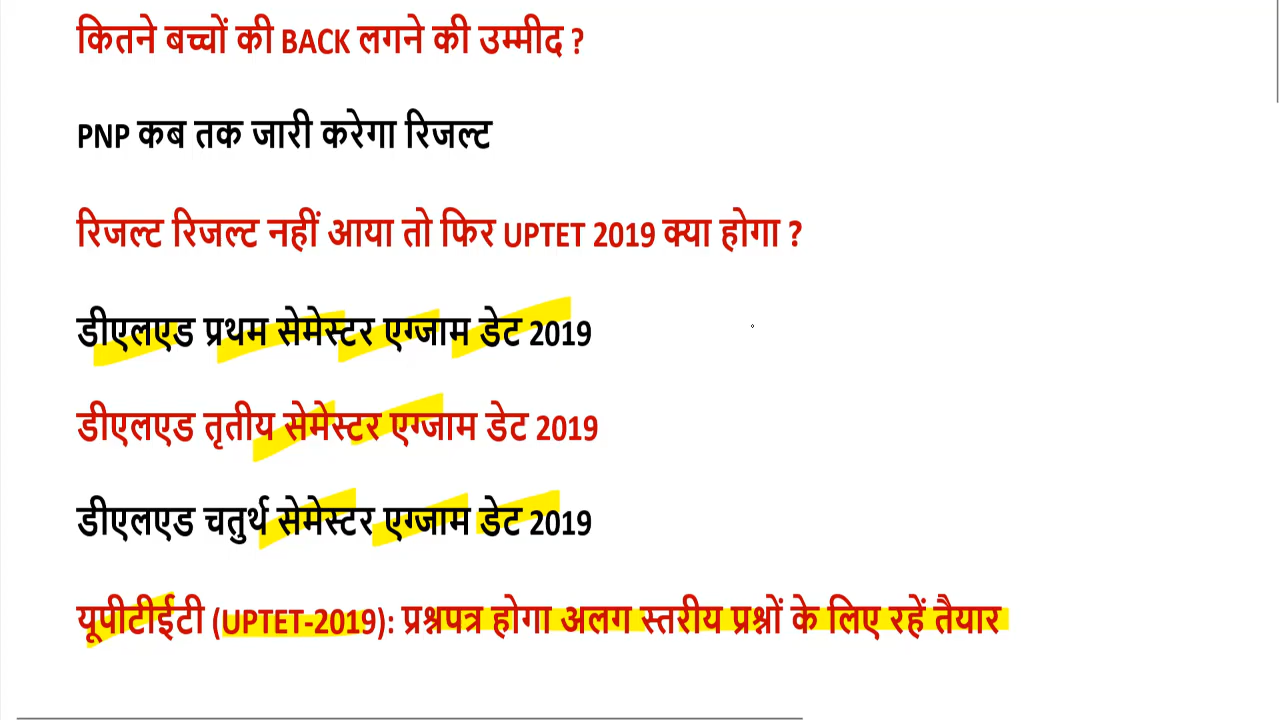 कितने बच्चों की BACK लगने की उम्मीद ?
PNP कब तक जारी करेगा रिजल्ट
रिजल्ट रिजल्ट नहीं आया तो फिर UPTET 2019 क्या होगा ?
डीएलएड प्रथम सेमेस्टर एग्जाम डेट 2019
डीएलएड तृतीय सेमेस्टर एग्जाम डेट 2019
डीएलएड चतुर्थ सेमेस्टर एग्जाम डेट 2019
यूपीटीईटी (UPTET-2019): प्रश्नपत्र होगा अलग स्तरीय प्रश्नों के लिए रहें तैयार